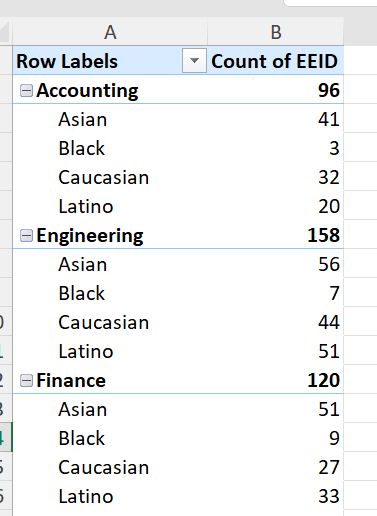 A B
Row Labels Count of EEID
Accounting 96
Asian 41
Black 3
Caucasian 32
Latino 20
Engineering 158
Asian 56
Black 7
Caucasian 44
Latino 51
Finance 120
Asian 51
Black 9
Caucasian 27
Latino 33